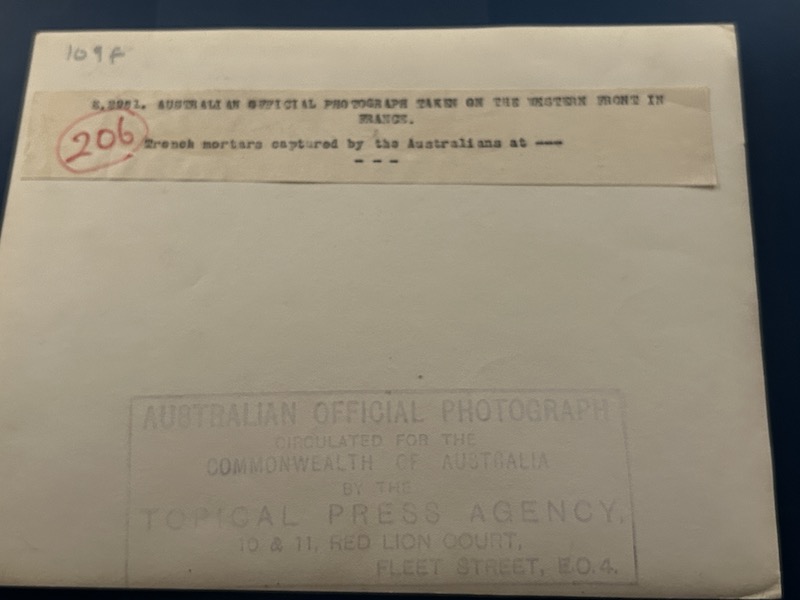 109F
E.2951. AUSTRALIAN OFFICIAL PHOTOGRAPH TAKEN ON THE WESTERN FRONT IN
FRANCE.
206
Trench mortars captured by the Australians at ---
- - -
AUSTRALIAN OFFICIAL PHOTOGRAPH
CIRCULATED FOR THE
COMMONWEALTH OF AUSTRALIA
BY THE
TOPICAL PRESS AGENCY,
10 & 11, RED LION COURT,
FLEET STREET, E.C.4.